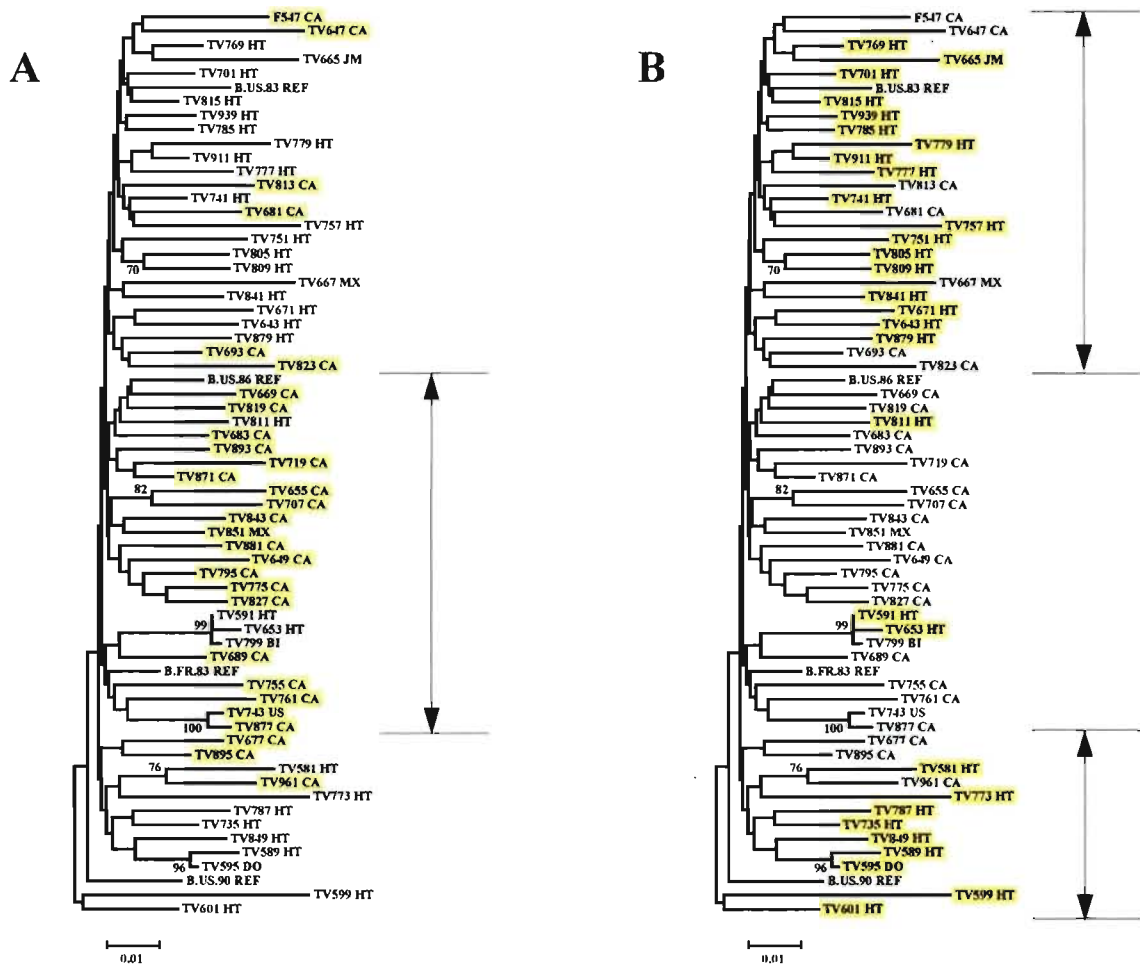 A
F547 CA
TV647 CA
TV769 HT
TV665 JM
TV701 HT
B.US.83 REF
TV815 HT
TV939 HT
TV785 HT
TV779 HT
TV911 HT
TV777 HT
TV813 CA
TV741 HT
TV681 CA
TV757 HT
TV751 HT
TV805 HT
70
TV809 HT
TV667 MX
TV841 HT
TV671 HT
TV643 HT
TV879 HT
TV693 CA
TV823 CA
B.US.86 REF
TV669 CA
TV819 CA
TV811 HT
TV683 CA
TV893 CA
TV719 CA
TV871 CA
82
TV655 CA
TV707 CA
TV843 CA
TV851 MX
TV881 CA
TV649 CA
TV795 CA
TV775 CA
TV827 CA
TV591 HT
99
TV653 HT
TV799 BI
TV689 CA
B.FR.83 REF
TV755 CA
TV761 CA
TV743 US
100
TV877 CA
TV677 CA
TV895 CA
76
TV581 HT
TV961 CA
TV773 HT
TV787 HT
TV735 HT
TV849 HT
TV589 HT
96
TV595 DO
B.US.90 REF
TV599 HT
TV601 HT
0.01
B
F547 CA
TV647 CA
TV769 HT
TV665 JM
TV701 HT
B.US.83 REF
TV815 HT
TV939 HT
TV785 HT
TV779 HT
TV911 HT
TV777 HT
TV813 CA
TV741 HT
TV681 CA
TV757 HT
TV751 HT
TV805 HT
70
TV809 HT
TV667 MX
TV841 HT
TV671 HT
TV643 HT
TV879 HT
TV693 CA
TV823 CA
B.US.86 REF
TV669 CA
TV819 CA
TV811 HT
TV683 CA
TV893 CA
TV719 CA
TV871 CA
82
TV655 CA
TV707 CA
TV843 CA
TV851 MX
TV881 CA
TV649 CA
TV795 CA
TV775 CA
TV827 CA
TV591 HT
99
TV653 HT
TV799 BI
TV689 CA
B.FR.83 REF
TV755 CA
TV761 CA
TV743 US
100
TV877 CA
TV677 CA
TV895 CA
76
TV581 HT
TV961 CA
TV773 HT
TV787 HT
TV735 HT
TV849 HT
TV589 HT
96
TV595 DO
B.US.90 REF
TV599 HT
TV601 HT
0.01